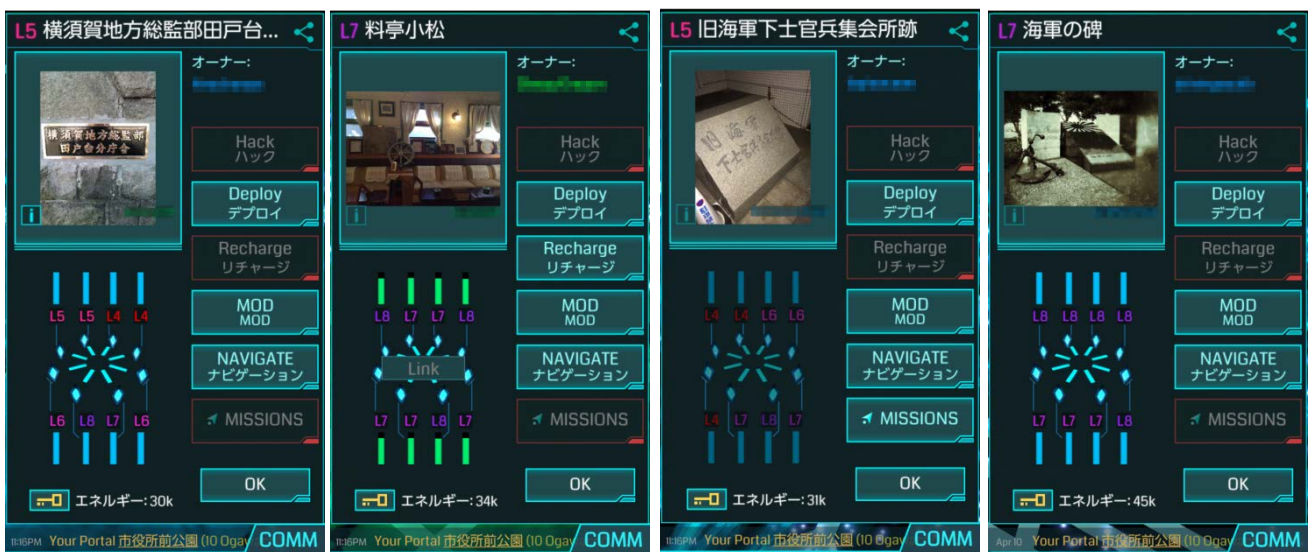 L5 横須賀地方総監部田戸台...
オーナー:
横須賀地方総監部
田戸台分庁舎
Hack
ハック
Deploy
デプロイ
Recharge
リチャージ
L5 L5 L4 L4
MOD
MOD
NAVIGATE
ナビゲーション
L6 L8 L7 L6
MISSIONS
OK
エネルギー:30k
11:16PM Your Portal 市役所前公園 (10 Ogay
COMM
L7 料亭小松
オーナー:
Hack
ハック
Deploy
デプロイ
Recharge
リチャージ
L8 L7 L7 L8
MOD
MOD
Link
NAVIGATE
ナビゲーション
L7 L7 L8 L7
MISSIONS
OK
エネルギー:34k
11:16PM Your Portal 市役所前公園 (10 Ogay
COMM
L5 旧海軍下士官兵集会所跡
オーナー:
旧海軍
Hack
ハック
Deploy
デプロイ
Recharge
リチャージ
L4 L4 L6 L6
MOD
MOD
NAVIGATE
ナビゲーション
L4 L7 L8 L7
MISSIONS
OK
エネルギー:31k
11:16PM Your Portal 市役所前公園 (10 Ogay
COMM
L7 海軍の碑
オーナー:
Hack
ハック
Deploy
デプロイ
Recharge
リチャージ
L8 L8 L8 L8
MOD
MOD
NAVIGATE
ナビゲーション
L7 L7 L7 L8
MISSIONS
OK
エネルギー:45k
Apr 10 Your Portal 市役所前公園 (10 Ogay
COMM